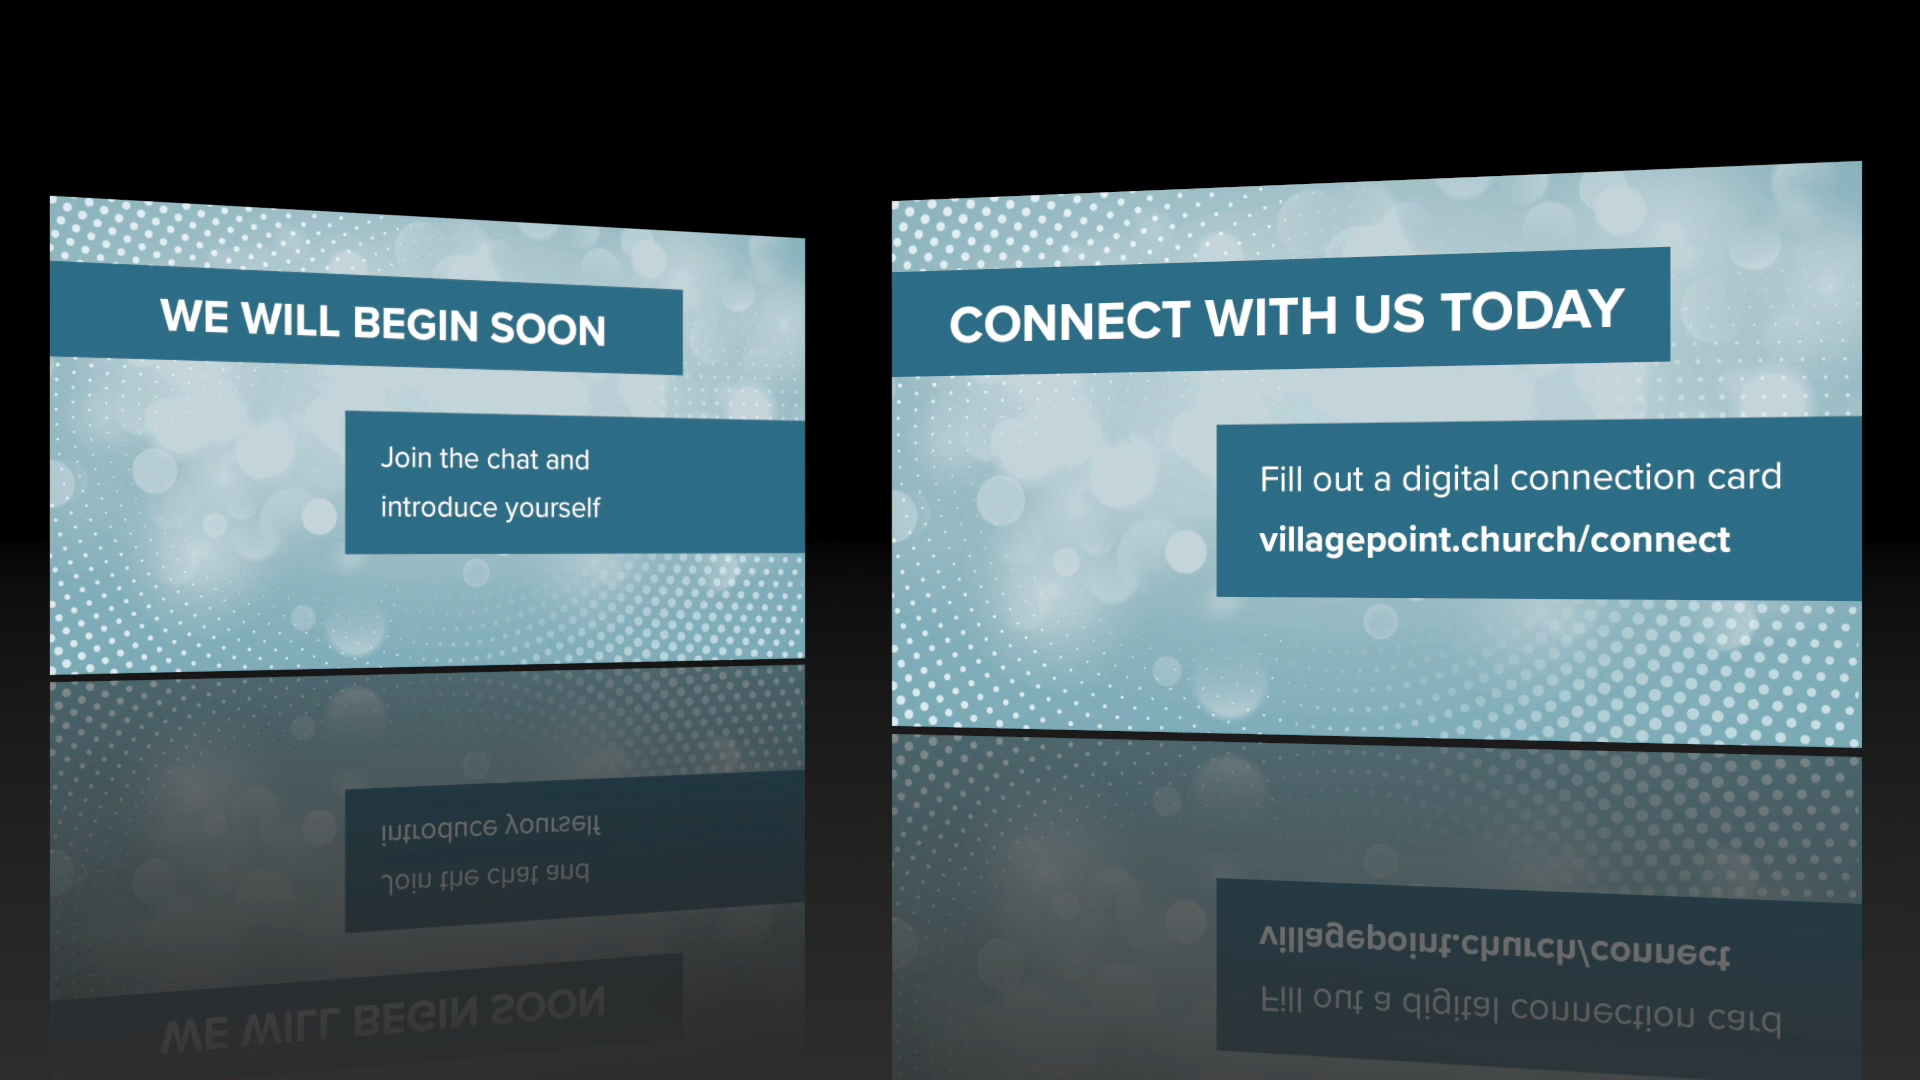 WE WILL BEGIN SOON
Join the chat and
introduce yourself
CONNECT WITH US TODAY
Fill out a digital connection card
villagepoint.church/connect